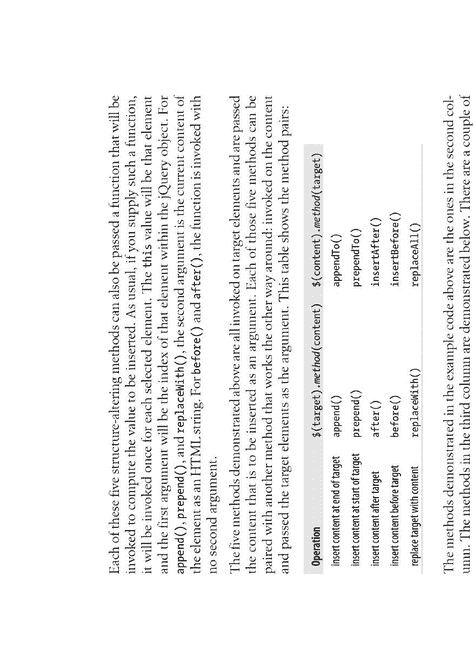 Each of these five structure-altering methods can also be passed a function that will be
invoked to compute the value to be inserted. As usual, if you supply such a function,
it will be invoked once for each selected element. The this value will be that element
and the first argument will be the index of that element within the jQuery object. For
append(), prepend(), and replaceWith(), the second argument is the current content of
the element as an HTML string. For before() and after(), the function is invoked with
no second argument.
The five methods demonstrated above are all invoked on target elements and are passed
the content that is to be inserted as an argument. Each of those five methods can be
paired with another method that works the other way around: invoked on the content
and passed the target elements as the argument. This table shows the method pairs:
Operation $(target).method(content) $(content).method(target)
insert content at end of target append() appendTo()
insert content at start of target prepend() prependTo()
insert content after target after() insertAfter()
insert content before target before() insertBefore()
replace target with content replaceWith() replaceAll()
The methods demonstrated in the example code above are the ones in the second col-
umn. The methods in the third column are demonstrated below. There are a couple of